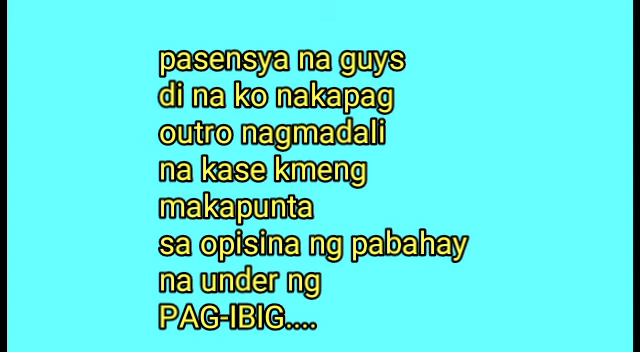 pasensya na guys
di na ko nakapag
outro nagmadali
na kase kmeng
makapunta
sa opisina ng pabahay
na under ng
PAG-IBIG....